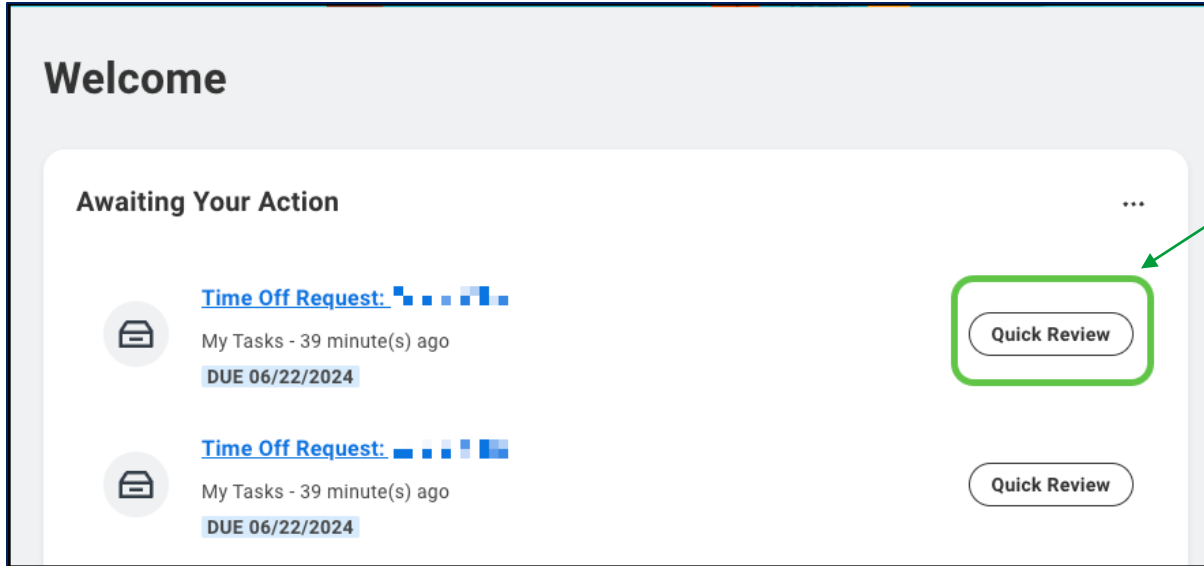 Welcome
Awaiting Your Action
Time Off Request:
My Tasks - 39 minute(s) ago
DUE 06/22/2024
Quick Review
Time Off Request:
My Tasks - 39 minute(s) ago
DUE 06/22/2024
Quick Review